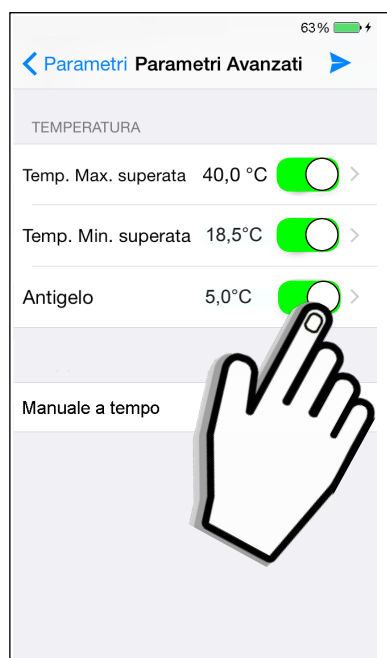 63%
Parametri Parametri Avanzati
TEMPERATURA
Temp. Max. superata 40,0 °C
Temp. Min. superata 18,5°C
Antigelo 5,0°C
Manuale a tempo